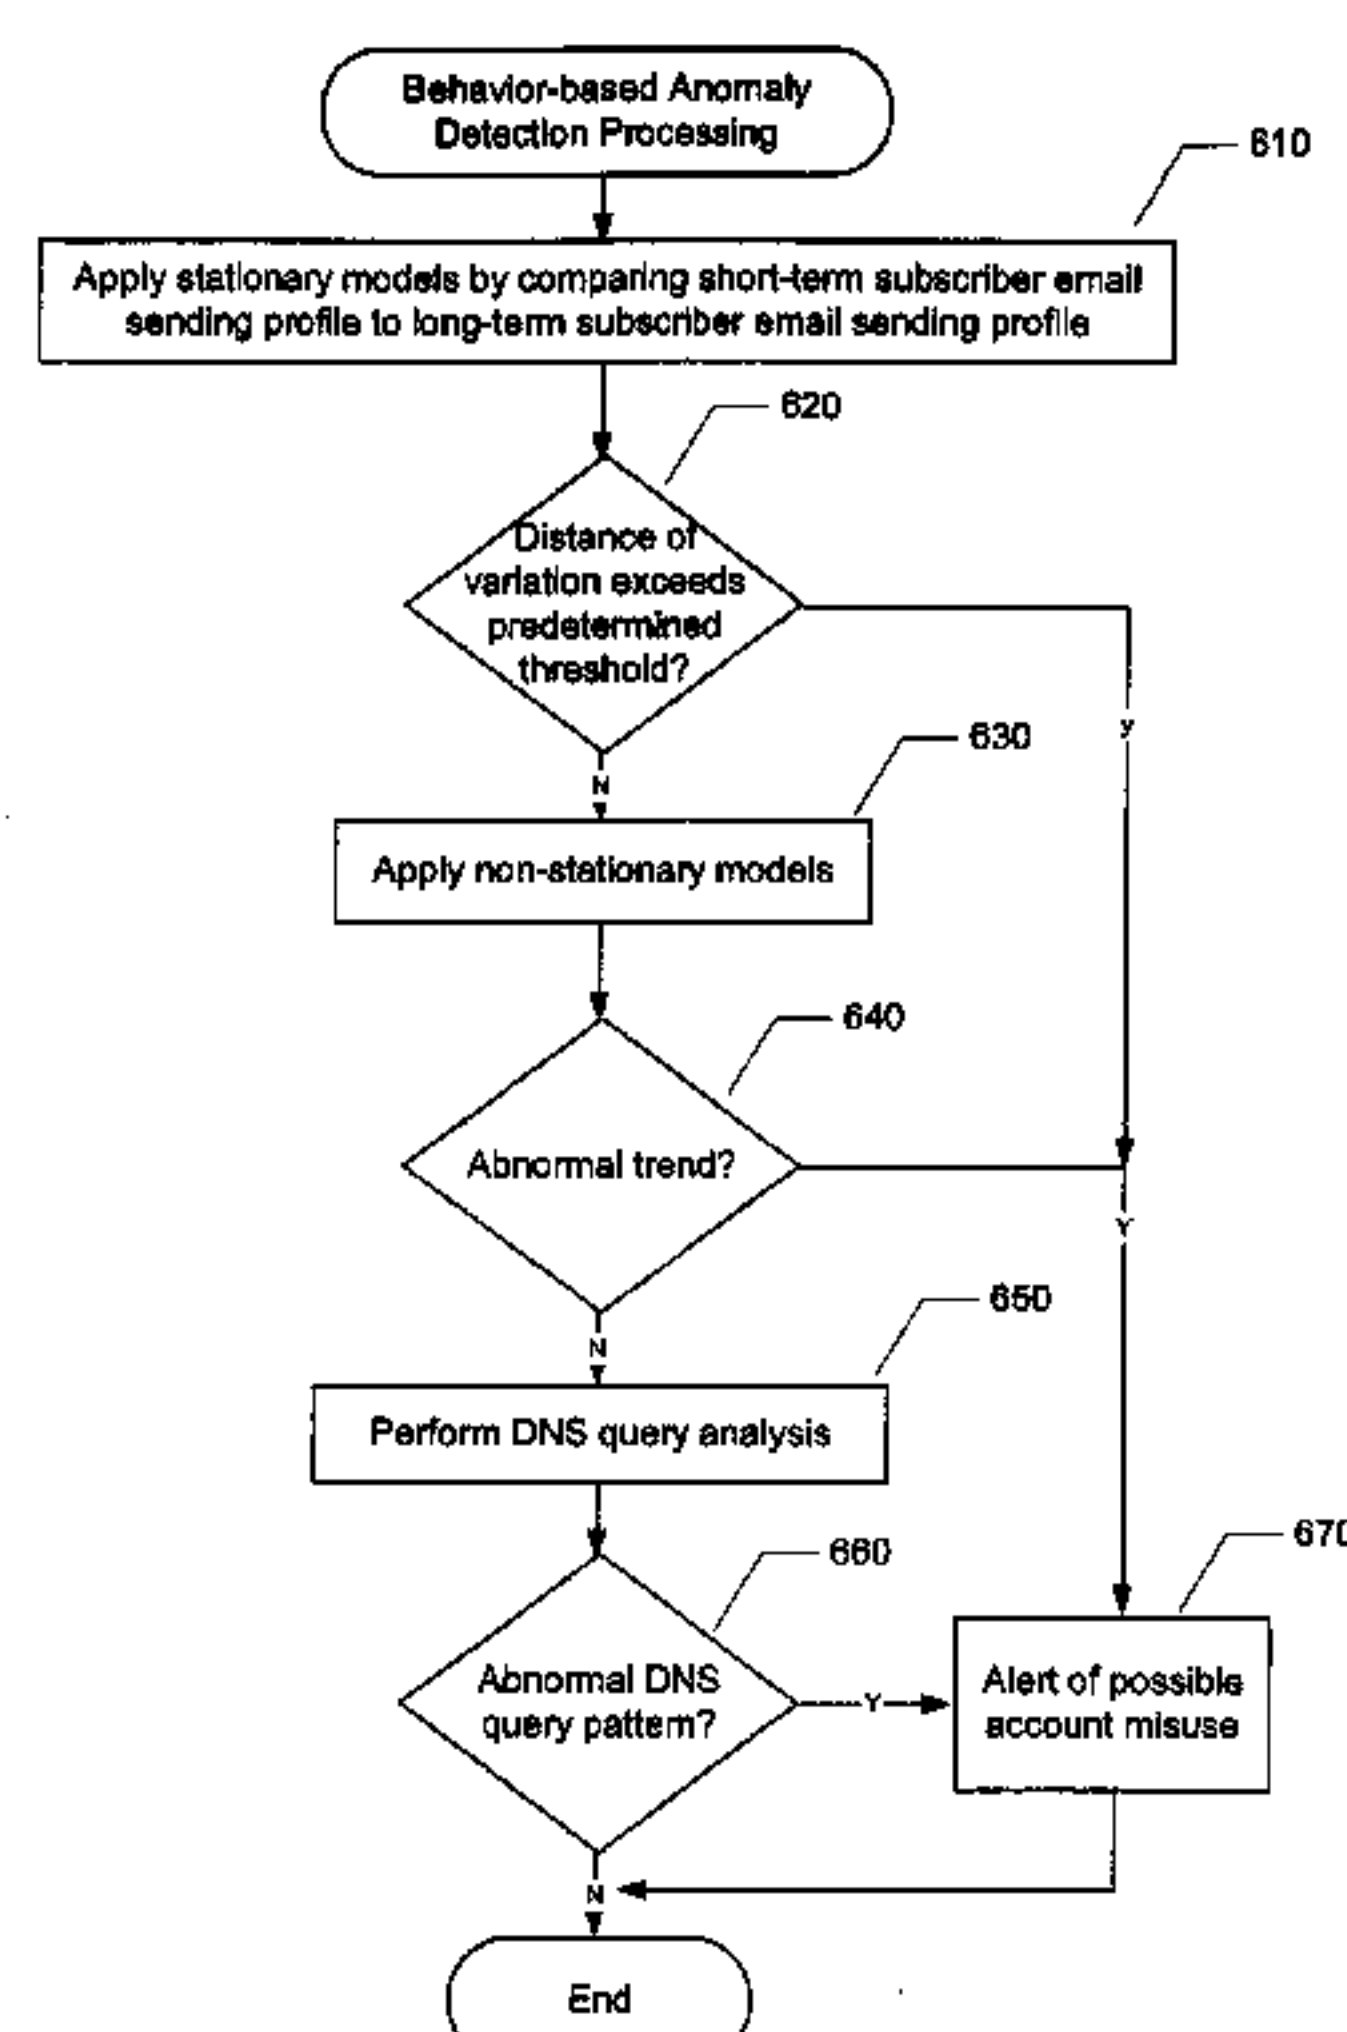 Behavior-based Anomaly
Detection Processing
610
Apply stationary models by comparing short-term subscriber email
sending profile to long-term subscriber email sending profile
620
Distance of
variation exceeds
predetermined
threshold?
y
N
630
Apply non-stationary models
640
Abnormal trend?
Y
N
650
Perform DNS query analysis
660
670
Abnormal DNS
query pattern?
Y
Alert of possible
account misuse
N
End